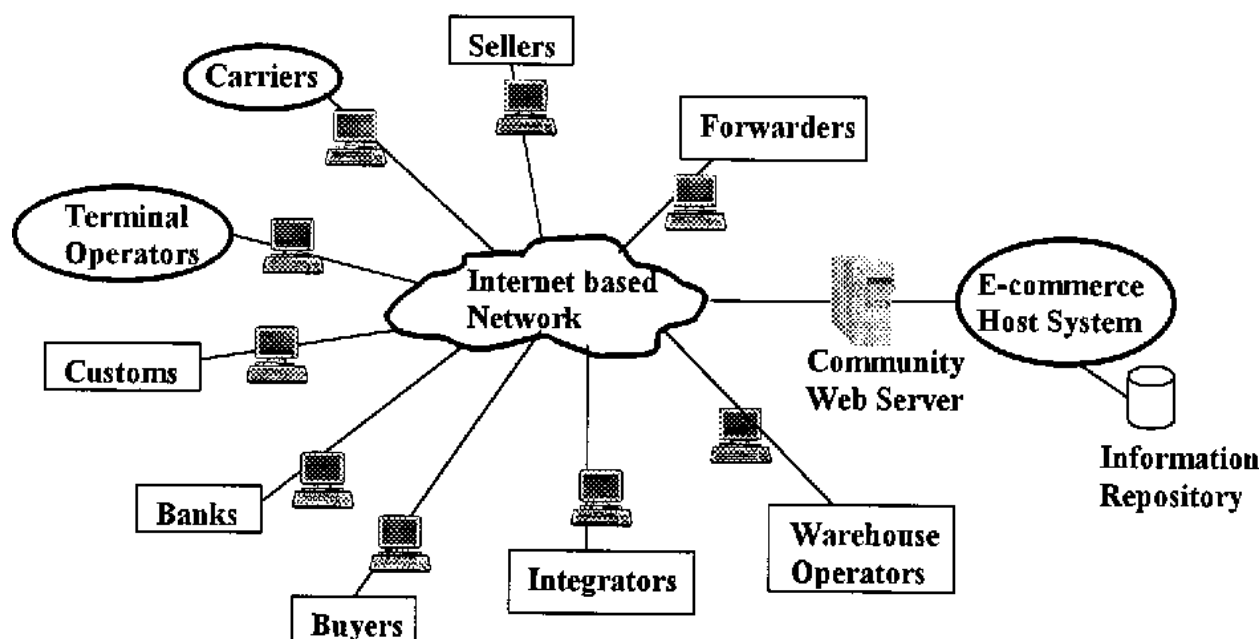 Sellers
Carriers
Forwarders
Terminal
Operators
Internet based
Network
E-commerce
Host System
Customs
Community
Web Server
Information
Repository
Banks
Warehouse
Operators
Integrators
Buyers